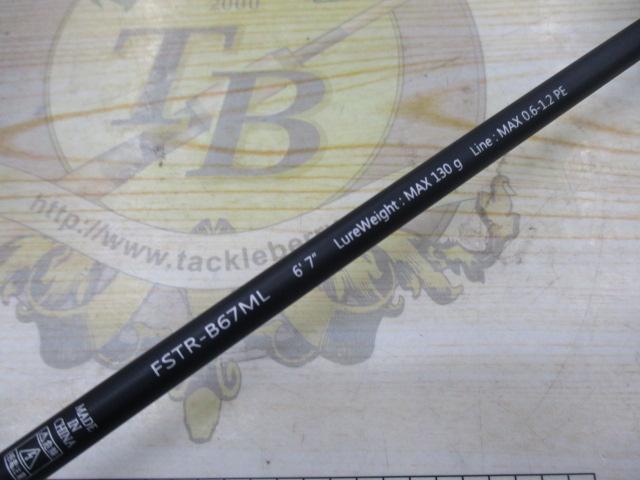 2000
TB
http://www.tackleberry
FSTR-B67ML 6'7" LureWeight : MAX 130 g Line : MAX 0.6-1.2 PE
MADE
IN
CHINA